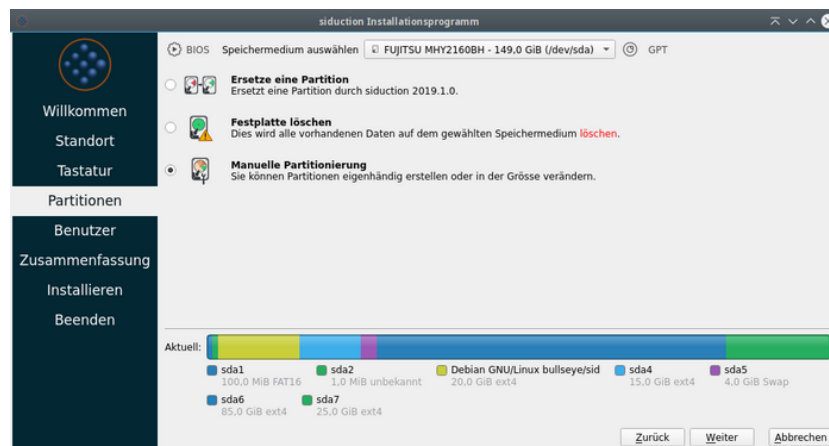 siduction Installationsprogramm
BIOS Speichermedium auswählen FUJITSU MHY2160BH - 149,0 GiB (/dev/sda) GPT
Willkommen
Standort
Tastatur
Partitionen
Benutzer
Zusammenfassung
Installieren
Beenden
Ersetze eine Partition
Ersetzt eine Partition durch siduction 2019.1.0.
Festplatte löschen
Dies wird alle vorhandenen Daten auf dem gewählten Speichermedium löschen.
Manuelle Partitionierung
Sie können Partitionen eigenhändig erstellen oder in der Grösse verändern.
Aktuell:
sda1 sda2 Debian GNU/Linux bullseye/sid sda4 sda5
100,0 MiB FAT16 1,0 MiB unbekannt 20,0 GiB ext4 15,0 GiB ext4 4,0 GiB Swap
sda6 sda7
85,0 GiB ext4 25,0 GiB ext4
Zurück Weiter Abbrechen